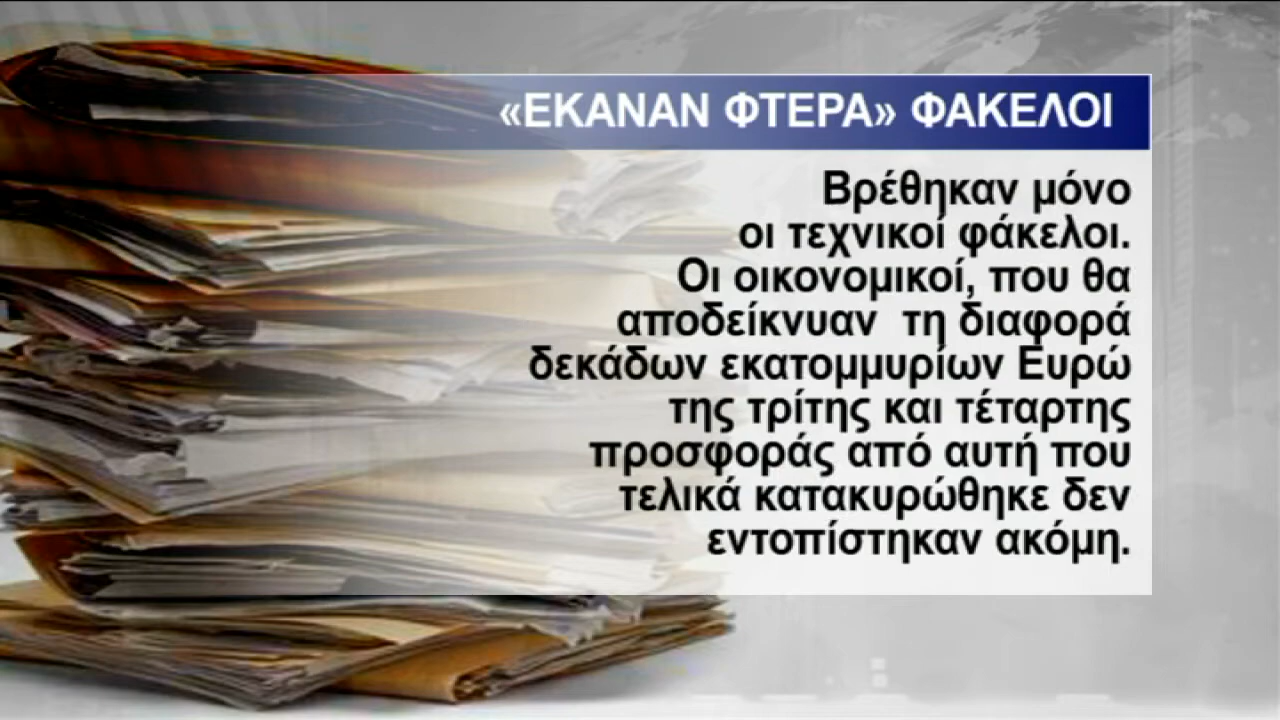 «ΕΚΑΝΑΝ ΦΤΕΡΑ» ΦΑΚΕΛΟΙ
Βρέθηκαν μόνο
οι τεχνικοί φάκελοι.
Οι οικονομικοί, που θα
αποδείκνυαν τη διαφορά
δεκάδων εκατομμυρίων Ευρώ
της τρίτης και τέταρτης
προσφοράς από αυτή που
τελικά κατακυρώθηκε δεν
εντοπίστηκαν ακόμη.